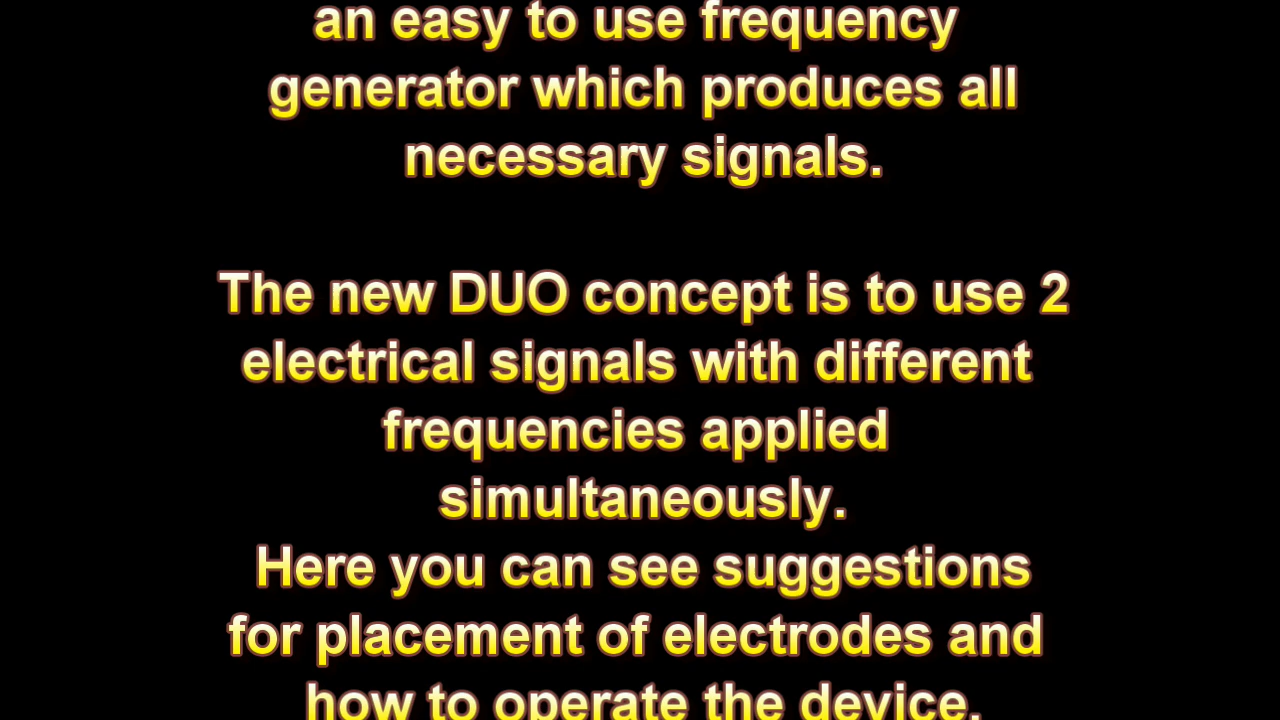 an easy to use frequency
generator which produces all
necessary signals.
The new DUO concept is to use 2
electrical signals with different
frequencies applied
simultaneously.
Here you can see suggestions
for placement of electrodes and
how to operate the device.